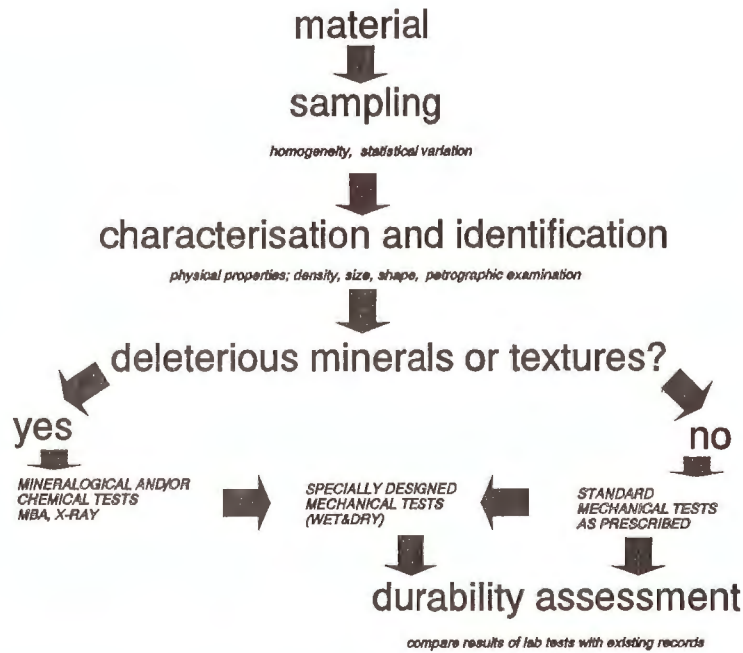 material
sampling
homogeneity, statistical variation
characterisation and identification
physical properties; density, size, shape, petrographic examination
deleterious minerals or textures?
yes
no
MINERALOGICAL AND/OR
CHEMICAL TESTS
MBA, X-RAY
SPECIALLY DESIGNED
MECHANICAL TESTS
(WET&DRY)
STANDARD
MECHANICAL TESTS
AS PRESCRIBED
durability assessment
compare results of lab tests with existing records